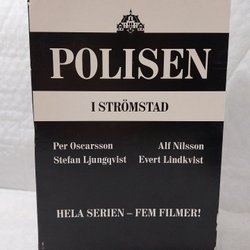 POLISEN
I STRÖMSTAD
Per Oscarsson Alf Nilsson
Stefan Ljungqvist Evert Lindkvist
HELA SERIEN – FEM FILMER!